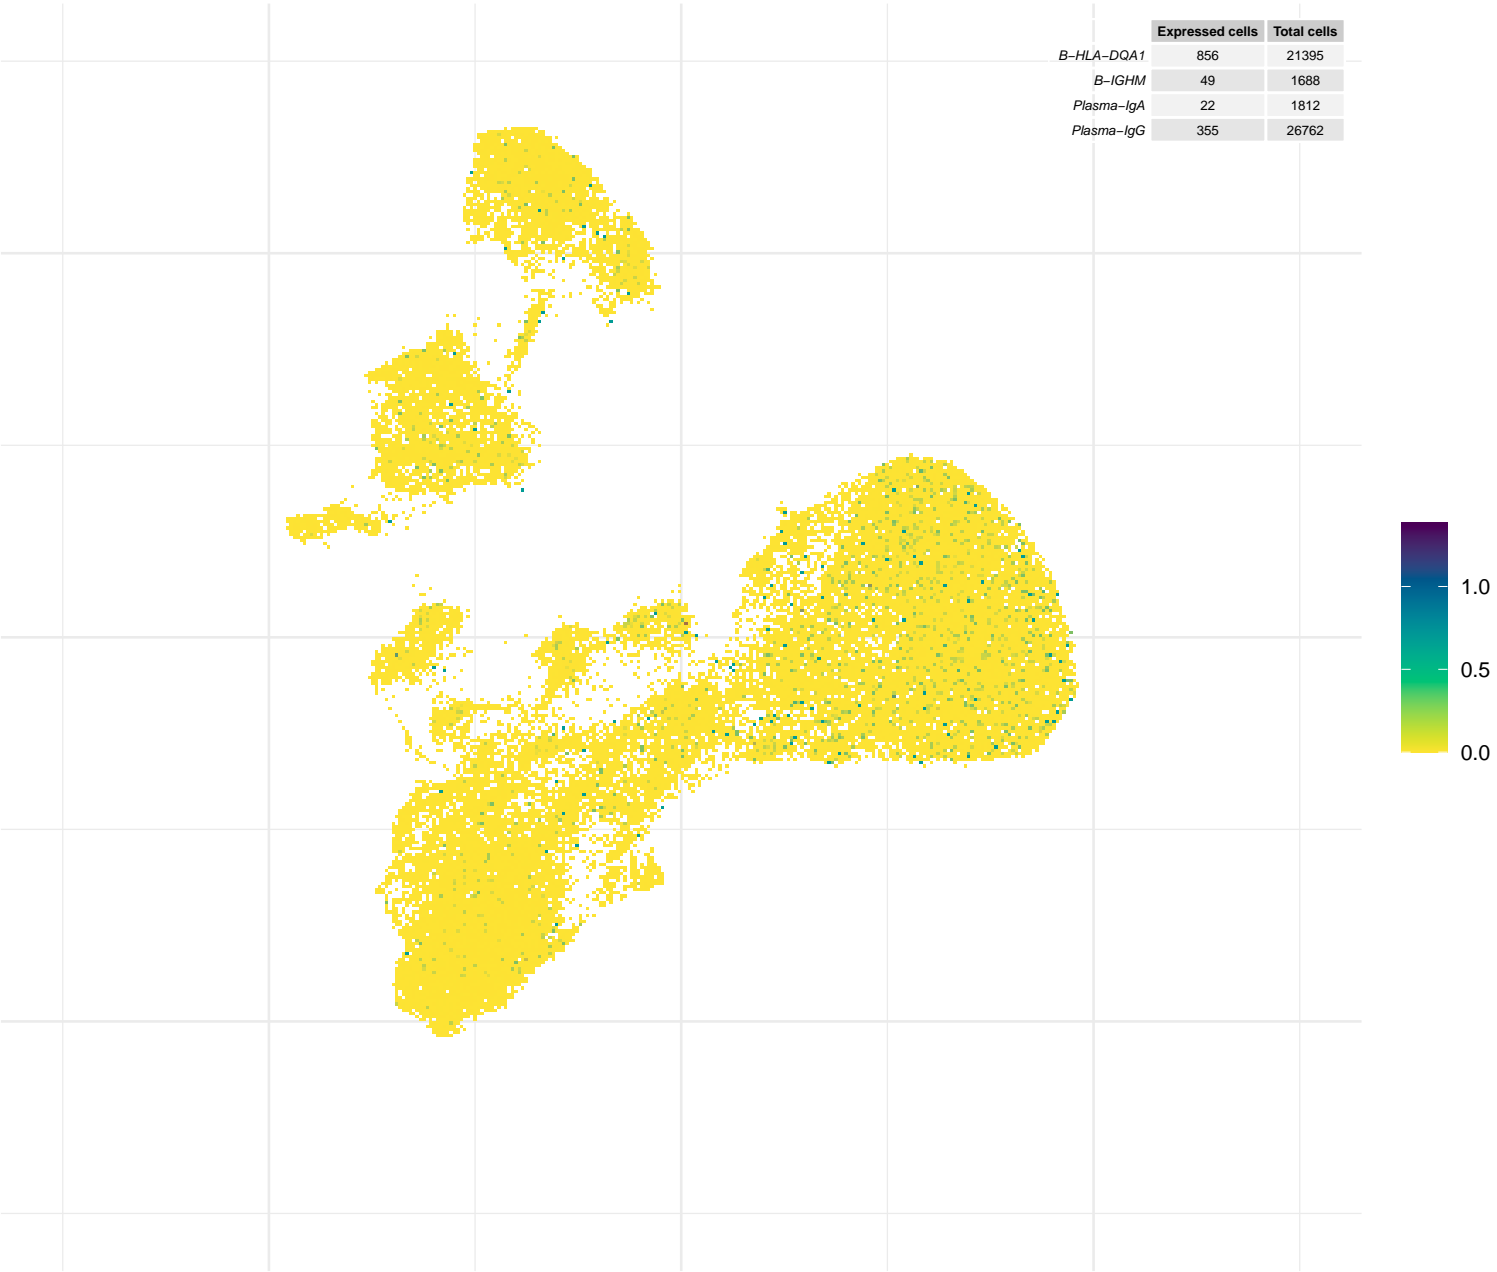 Expressed cells Total cells
B−HLA−DQA1 856 21395
B−IGHM 49 1688
Plasma−IgA 22 1812
Plasma−IgG 355 26762
1.0
0.5
0.0